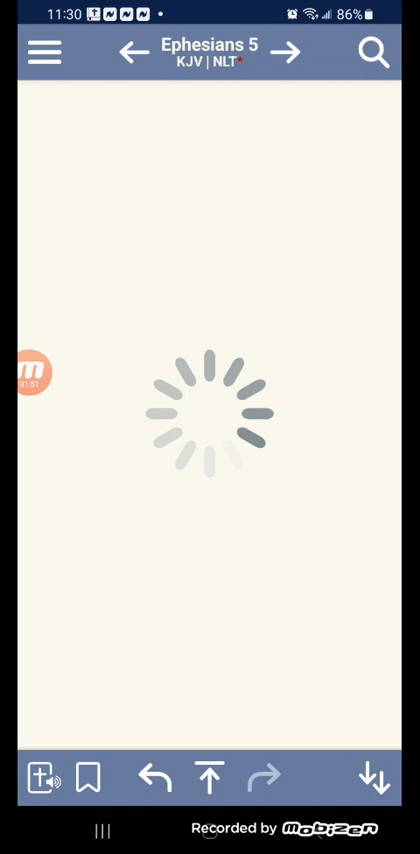 11:30
86%
Ephesians 5
KJV | NLT*
01:51
Recorded by MOBIZEN